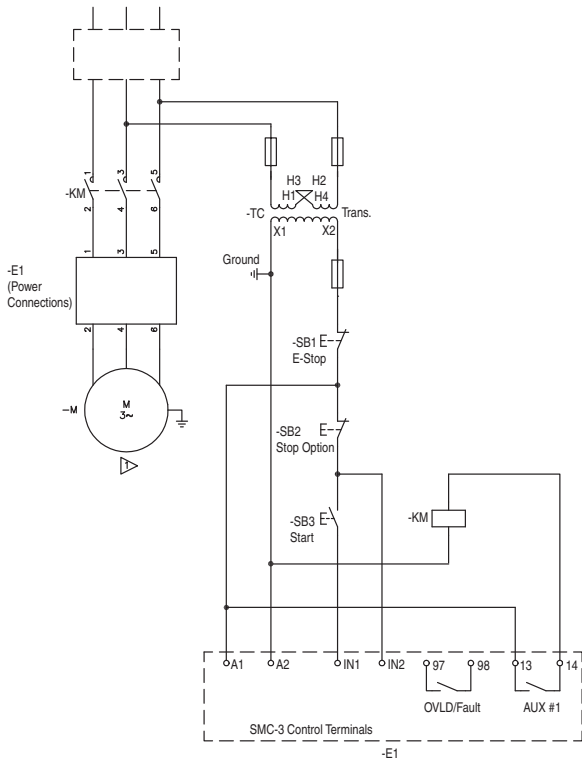 1
3
5
-KM
2
4
6
H3 H2
H1 H4
-TC
Trans.
X1 X2
1
3
5
-E1
(Power
Connections)
Ground
2
4
6
-SB1
E-Stop
-M
M
3~
-SB2
Stop Option
1
-SB3
Start
-KM
A1 A2 IN1 IN2 97 98 13 14
OVLD/Fault AUX #1
SMC-3 Control Terminals
-E1